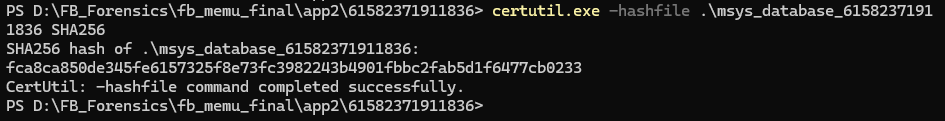 PS D:\FB_Forensics\fb_memu_final\app2\61582371911836> certutil.exe -hashfile .\msys_database_6158237191
1836 SHA256
SHA256 hash of .\msys_database_61582371911836:
fca8ca850de345fe6157325f8e73fc3982243b4901fbbc2fab5d1f6477cb0233
CertUtil: -hashfile command completed successfully.
PS D:\FB_Forensics\fb_memu_final\app2\61582371911836>